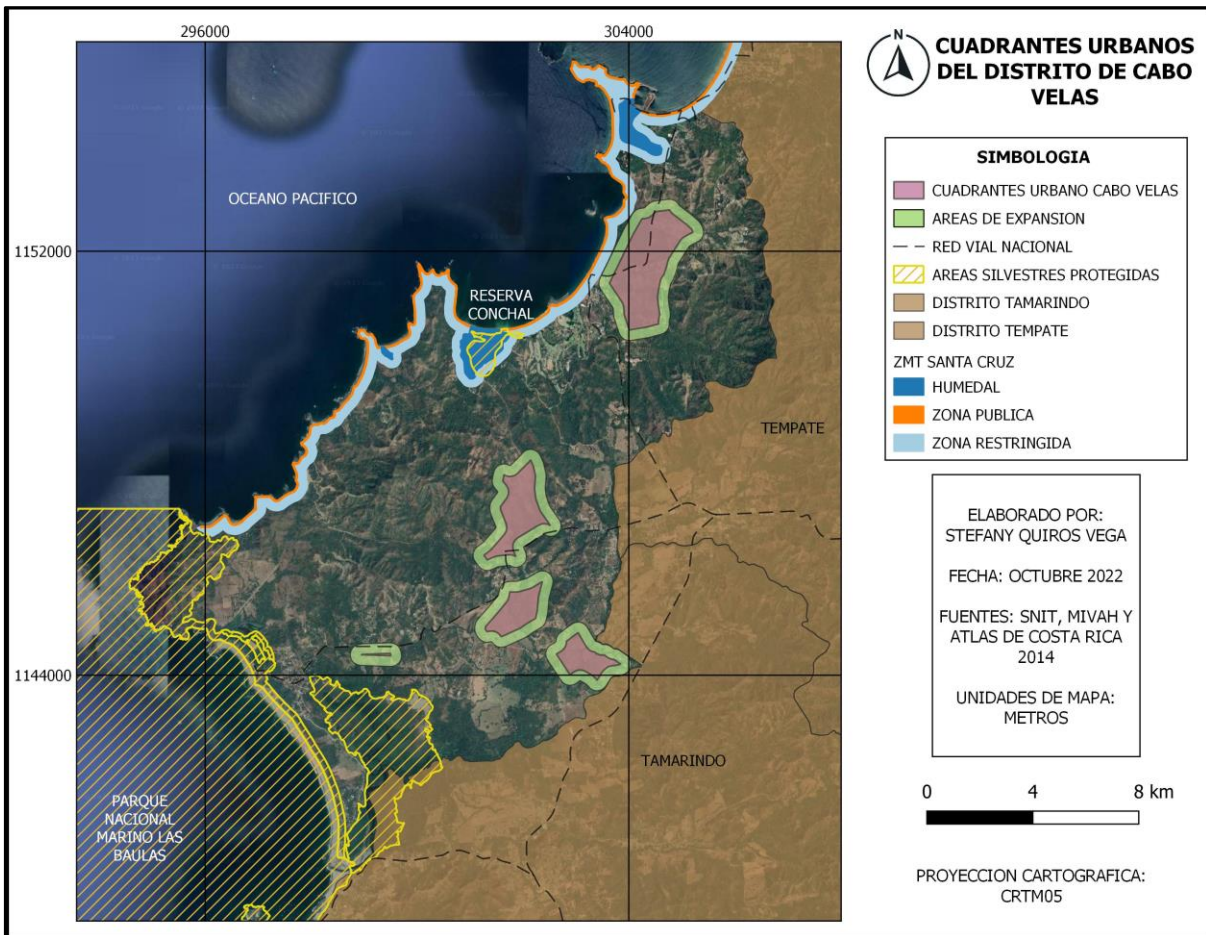 296000
304000
1152000
1144000
OCEANO PACIFICO
RESERVA
CONCHAL
TEMPATE
TAMARINDO
PARQUE
NACIONAL
MARINO LAS
BAULAS
N
CUADRANTES URBANOS
DEL DISTRITO DE CABO
VELAS
SIMBOLOGIA
CUADRANTES URBANO CABO VELAS
AREAS DE EXPANSION
RED VIAL NACIONAL
AREAS SILVESTRES PROTEGIDAS
DISTRITO TAMARINDO
DISTRITO TEMPATE
ZMT SANTA CRUZ
HUMEDAL
ZONA PUBLICA
ZONA RESTRINGIDA
ELABORADO POR:
STEFANY QUIROS VEGA
FECHA: OCTUBRE 2022
FUENTES: SNIT, MIVAH Y
ATLAS DE COSTA RICA
2014
UNIDADES DE MAPA:
METROS
0 4 8 km
PROYECCION CARTOGRAFICA:
CRTM05